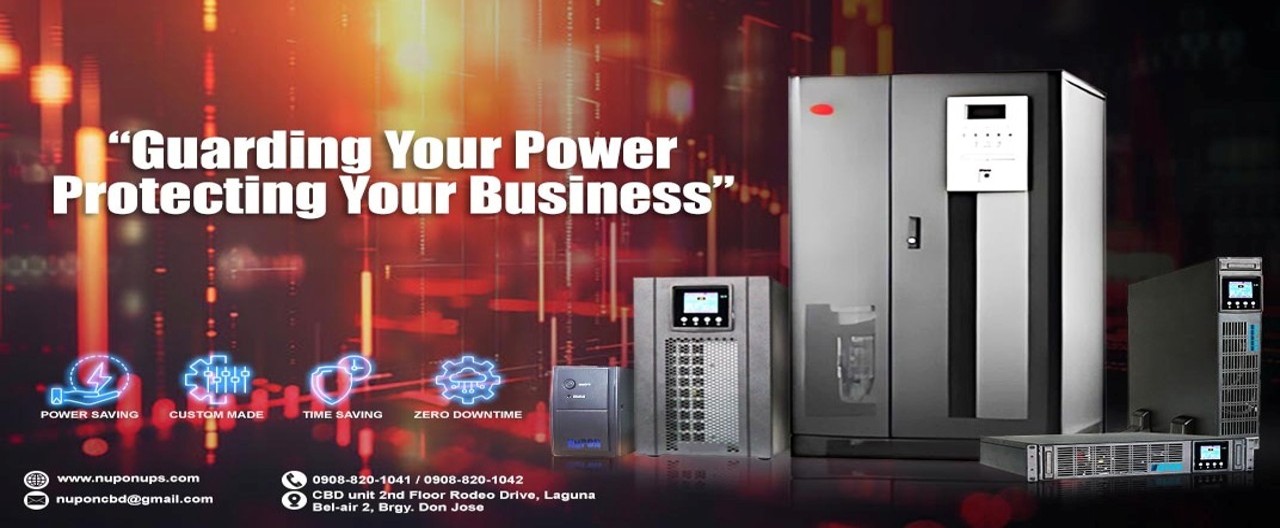 “Guarding Your Power
Protecting Your Business”
POWER SAVING
CUSTOM MADE
TIME SAVING
ZERO DOWNTIME
www.nuponups.com
nuponcbd@gmail.com
0908-820-1041 / 0908-820-1042
CBD unit 2nd Floor Rodeo Drive, Laguna
Bel-air 2, Brgy. Don Jose
NUPON